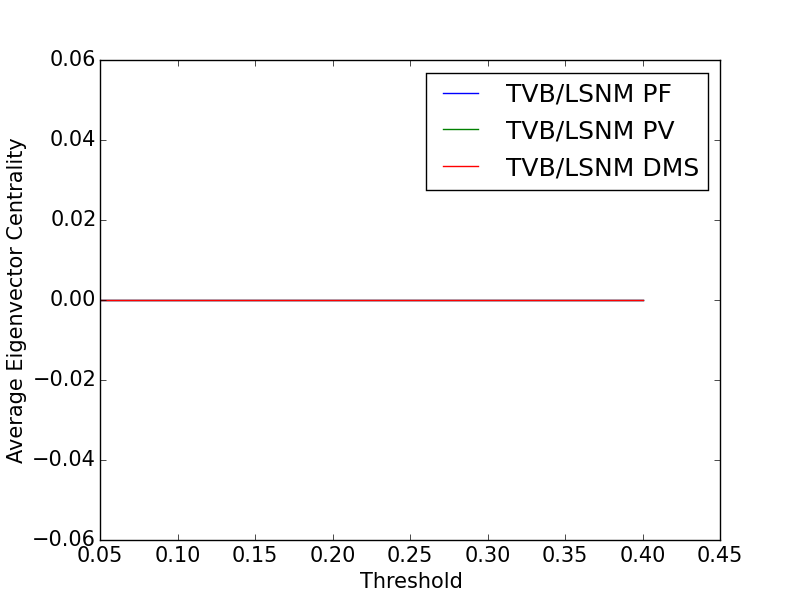 0.06
0.04
0.02
0.00
−0.02
−0.04
−0.06
Average Eigenvector Centrality
TVB/LSNM PF
TVB/LSNM PV
TVB/LSNM DMS
0.05 0.10 0.15 0.20 0.25 0.30 0.35 0.40 0.45
Threshold